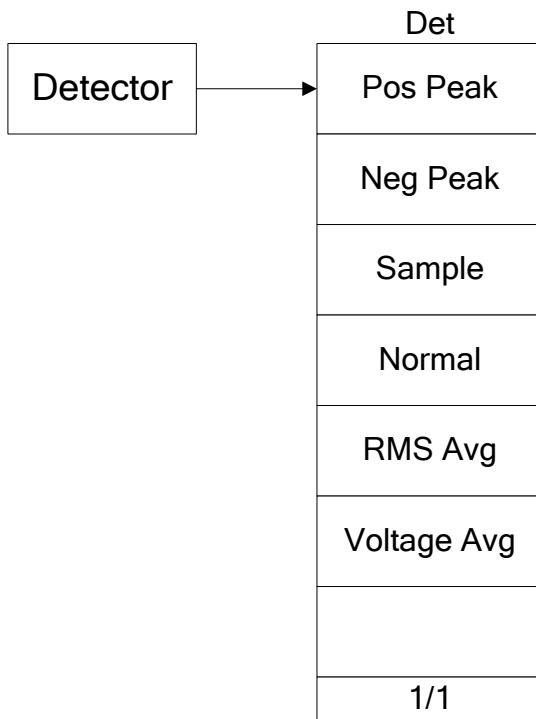 Det
Detector
Pos Peak
Neg Peak
Sample
Normal
RMS Avg
Voltage Avg
1/1